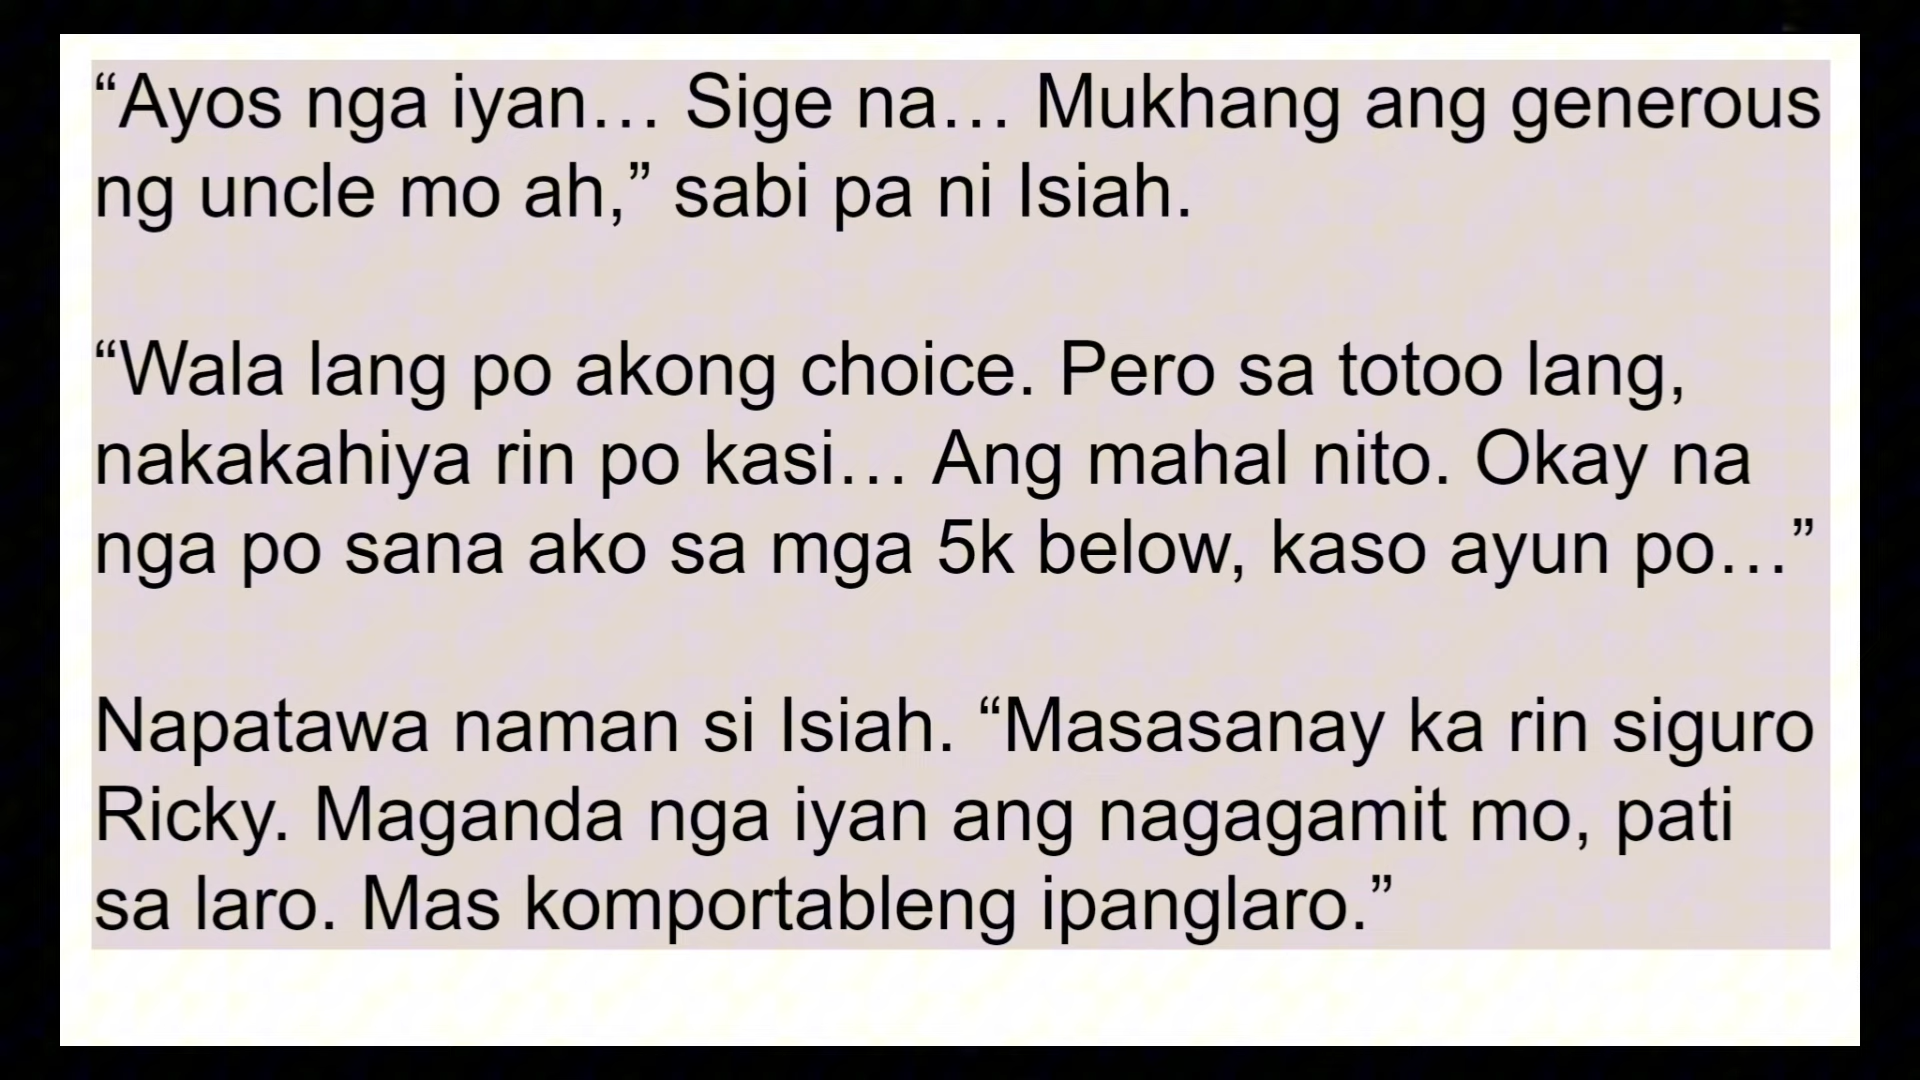 “Ayos nga iyan… Sige na… Mukhang ang generous
ng uncle mo ah,” sabi pa ni Isiah.
“Wala lang po akong choice. Pero sa totoo lang,
nakakahiya rin po kasi… Ang mahal nito. Okay na
nga po sana ako sa mga 5k below, kaso ayun po…”
Napatawa naman si Isiah. “Masasanay ka rin siguro
Ricky. Maganda nga iyan ang nagagamit mo, pati
sa laro. Mas komportableng ipanglaro.”